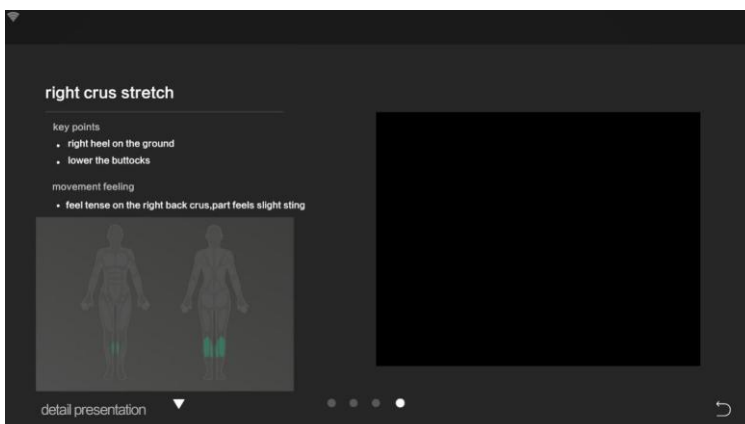 right crus stretch
key points
• right heel on the ground
• lower the buttocks
movement feeling
• feel tense on the right back crus,part feels slight sting
detail presentation